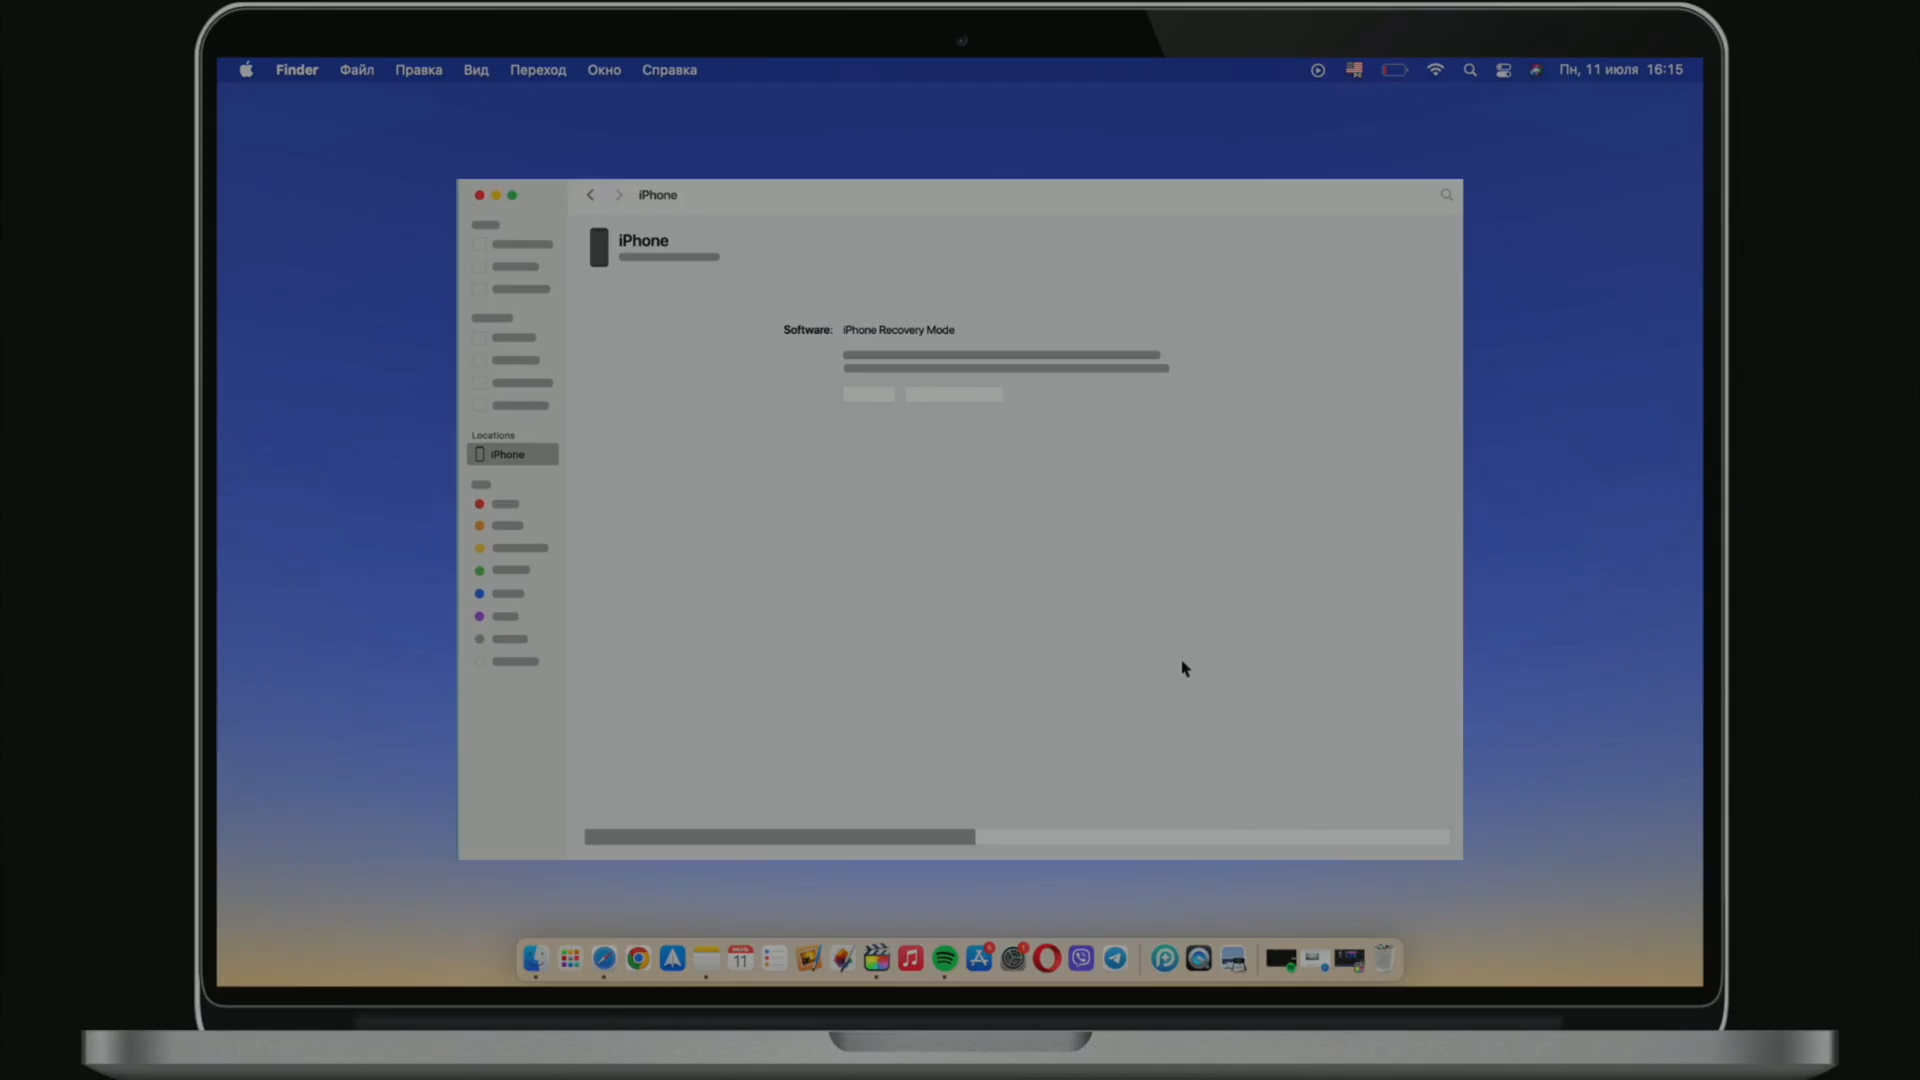 Finder Файл Правка Вид Переход Окно Справка Пн, 11 июля 16:15
iPhone
iPhone
Software: iPhone Recovery Mode
Locations
iPhone
11